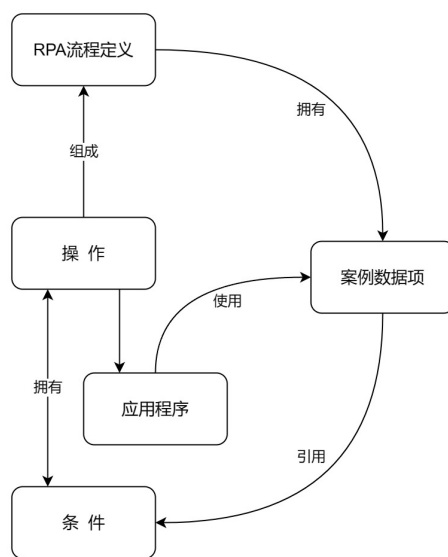 RPA流程定义
拥有
组成
操 作
案例数据项
使用
拥有
应用程序
引用
条 件